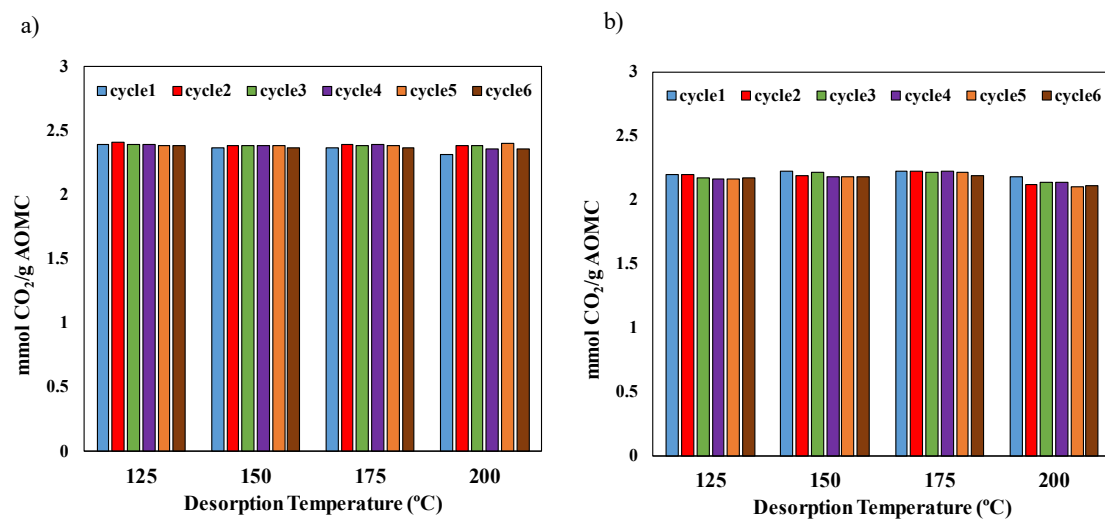 a)
3
2.5
2
1.5
1
0.5
0
mmol CO₂/g AOMC
cycle1 cycle2 cycle3 cycle4 cycle5 cycle6
125 150 175 200
Desorption Temperature (ºC)
b)
3
2.5
2
1.5
1
0.5
0
mmol CO₂/g AOMC
cycle1 cycle2 cycle3 cycle4 cycle5 cycle6
125 150 175 200
Desorption Temperature (ºC)